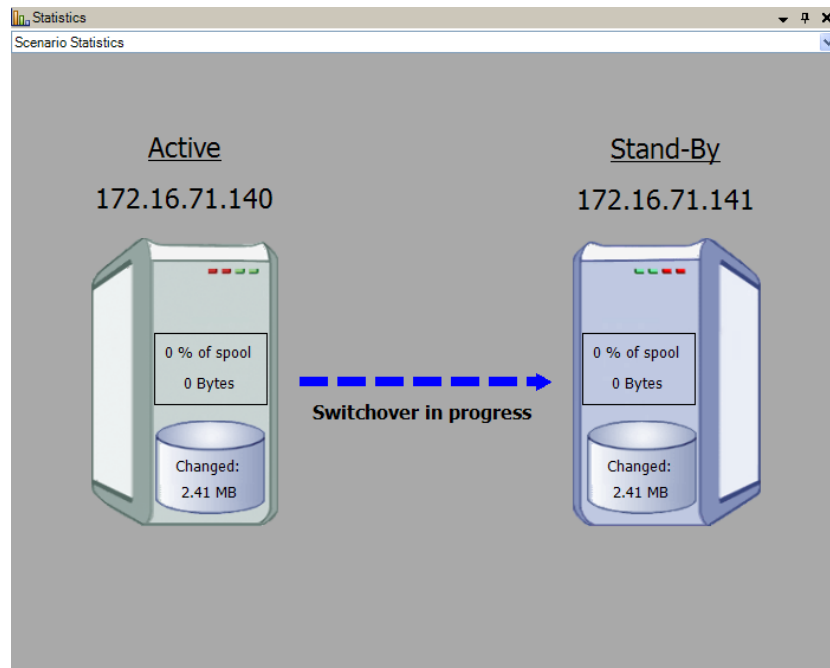 Statistics
Scenario Statistics
Active
Stand-By
172.16.71.140
172.16.71.141
0 % of spool
0 Bytes
0 % of spool
0 Bytes
Switchover in progress
Changed:
2.41 MB
Changed:
2.41 MB